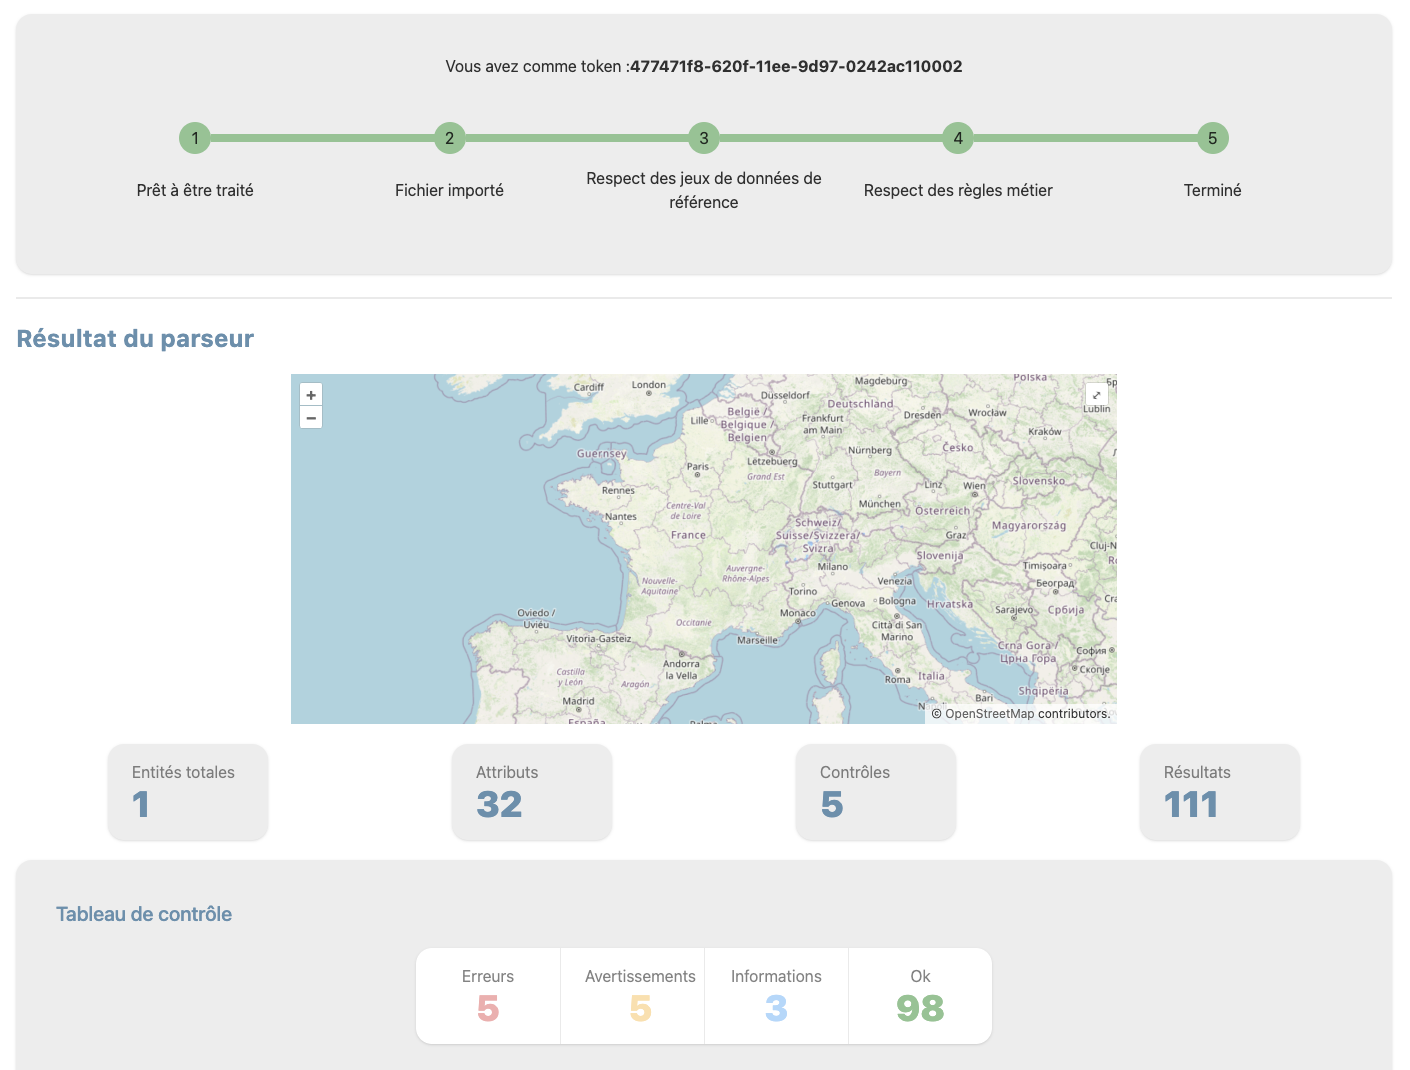 Vous avez comme token :477471f8-620f-11ee-9d97-0242ac110002
1
2
3
4
5
Prêt à être traité
Fichier importé
Respect des jeux de données de
référence
Respect des règles métier
Terminé
Résultat du parseur
+
−
Cardiff
London
Magdeburg
Polska
Düsseldorf
Deutschland
Lublin
Lille
België /
Belgique /
Belgien
Frankfurt
am Main
Dresden
Wrocław
Kraków
Guernsey
Paris
Lëtzebuerg
Grand Est
Nürnberg
Česko
Bayern
Slovensko
Rennes
Stuttgart
Linz
Wien
München
Nantes
Centre-Val
de Loire
Österreich
France
Schweiz/
Suisse/Svizzera/
Svizra
Magyarország
Graz
Cluj-N
Slovenija
Milano
Timișoara
Nouvelle-
Aquitaine
Auvergne-
Rhône-Alpes
Torino
Venezia
Београд
Genova
Bologna
Hrvatska
Sarajevo
Србија
Oviedo /
Uviéu
Occitanie
Monaco
Città di San
Marino
Vitoria-Gasteiz
Marseille
Crna Gora /
Црна Гора
София
Andorra
la Vella
Скопје
Castilla
y León
Aragón
Roma
Italia
Shqipëria
Madrid
Bari
España
© OpenStreetMap contributors.
Entités totales
1
Attributs
32
Contrôles
5
Résultats
111
Tableau de contrôle
Erreurs
5
Avertissements
5
Informations
3
Ok
98